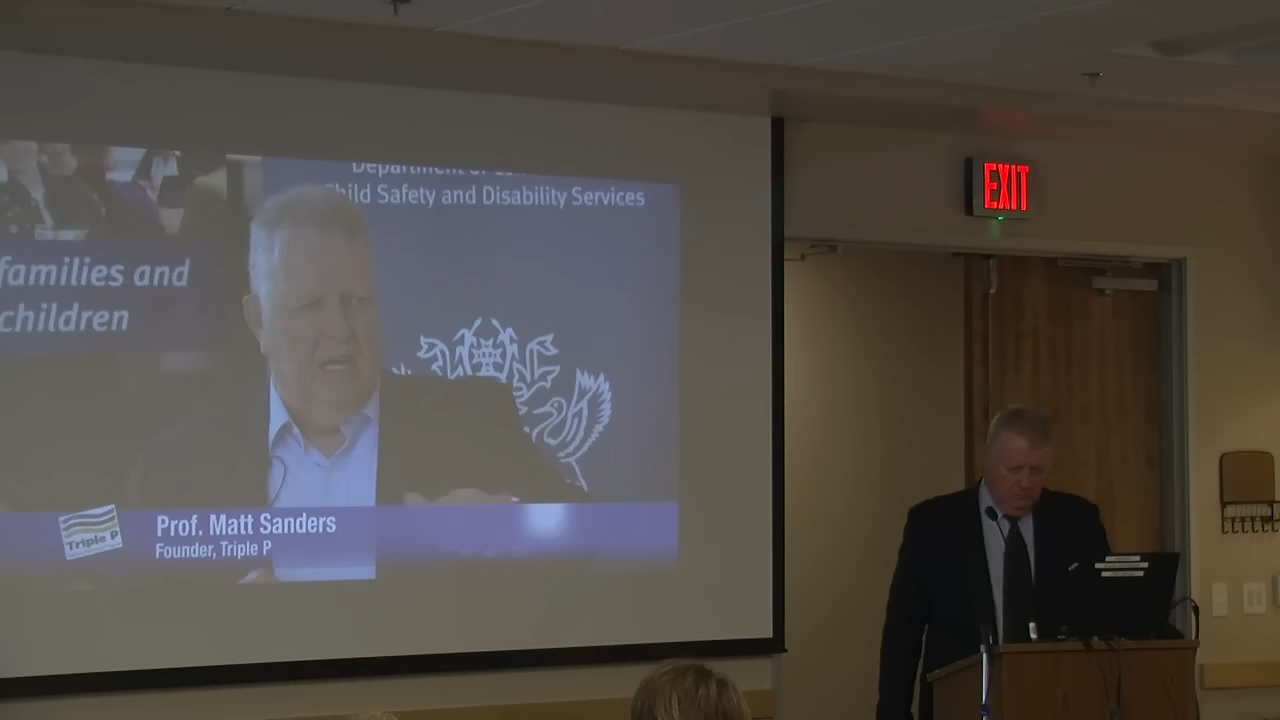 Child Safety and Disability Services
families and
children
EXIT
Triple P
Prof. Matt Sanders
Founder, Triple P